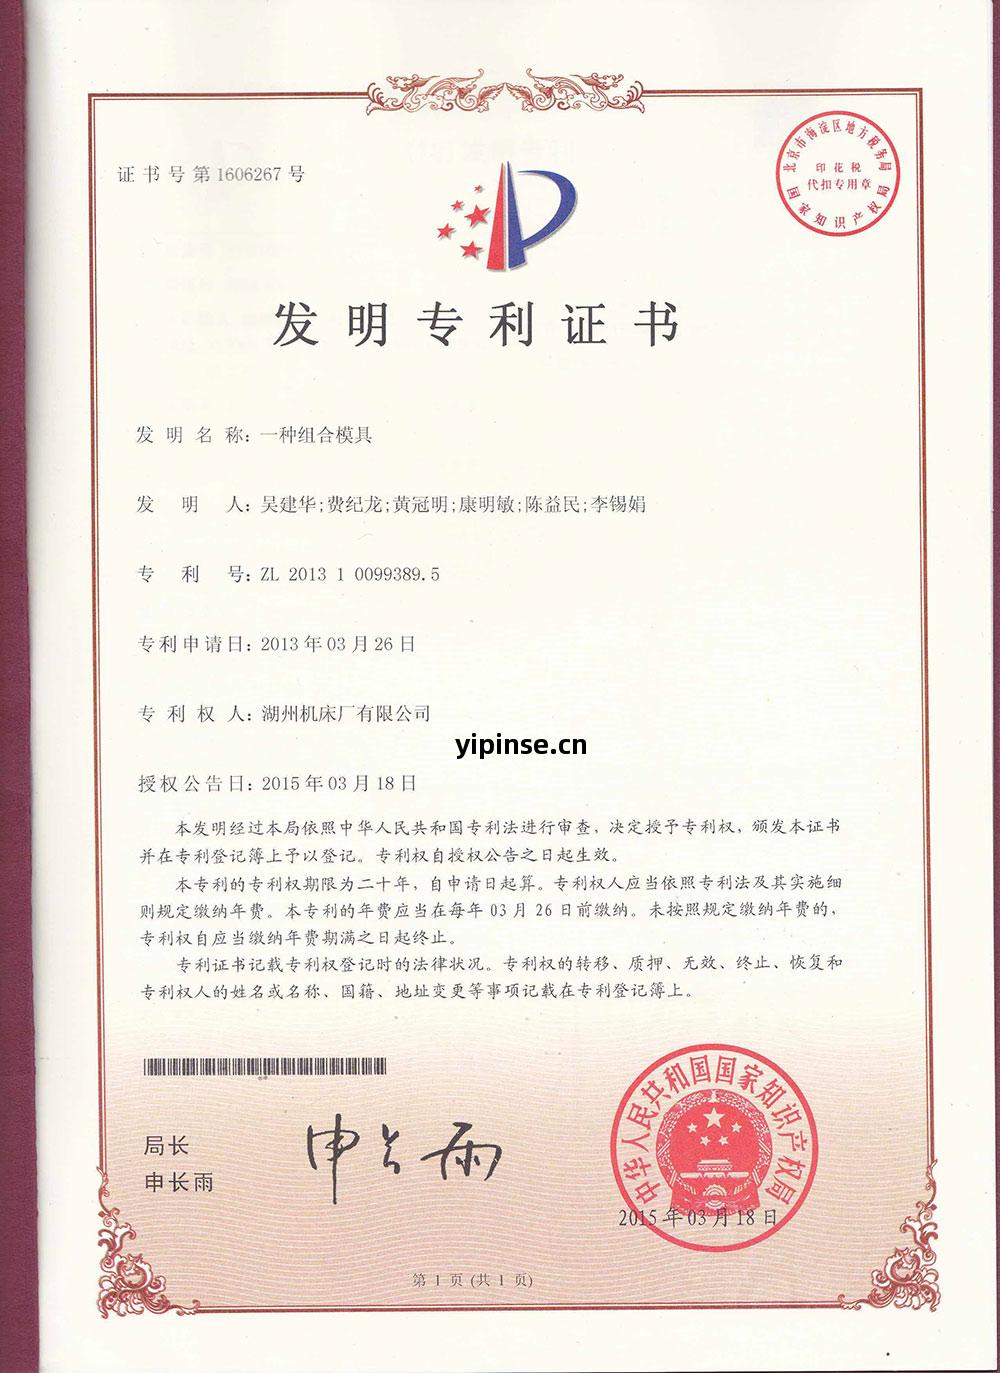 证书号第1606267号
北京市海淀区地方税务局
印花税
代扣专用章
国家知识产权局
发明专利证书
发明名称：一种组合模具
发明人：吴建华;费纪龙;黄冠明;康明敏;陈益民;李锡娟
专利号：ZL 2013 1 0099389.5
专利申请日：2013年03月26日
专利权人：湖州机床厂有限公司
yipinse.cn
授权公告日：2015年03月18日
本发明经过本局依照中华人民共和国专利法进行审查，决定授予专利权，颁发本证书
并在专利登记簿上予以登记。专利权自授权公告之日起生效。
本专利的专利权期限为二十年，自申请日起算。专利权人应当依照专利法及其实施细
则规定缴纳年费。本专利的年费应当在每年03月26日前缴纳。未按照规定缴纳年费的，
专利权自应当缴纳年费期满之日起终止。
专利证书记载专利权登记时的法律状况。专利权的转移、质押、无效、终止、恢复和
专利权人的姓名或名称、国籍、地址变更等事项记载在专利登记簿上。
局长
申长雨
申长雨
中华人民共和国国家知识产权局
2015年03月18日
第1页(共1页)